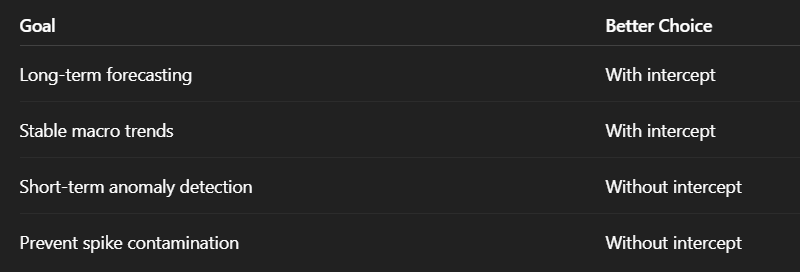 Goal Better Choice
Long-term forecasting With intercept
Stable macro trends With intercept
Short-term anomaly detection Without intercept
Prevent spike contamination Without intercept